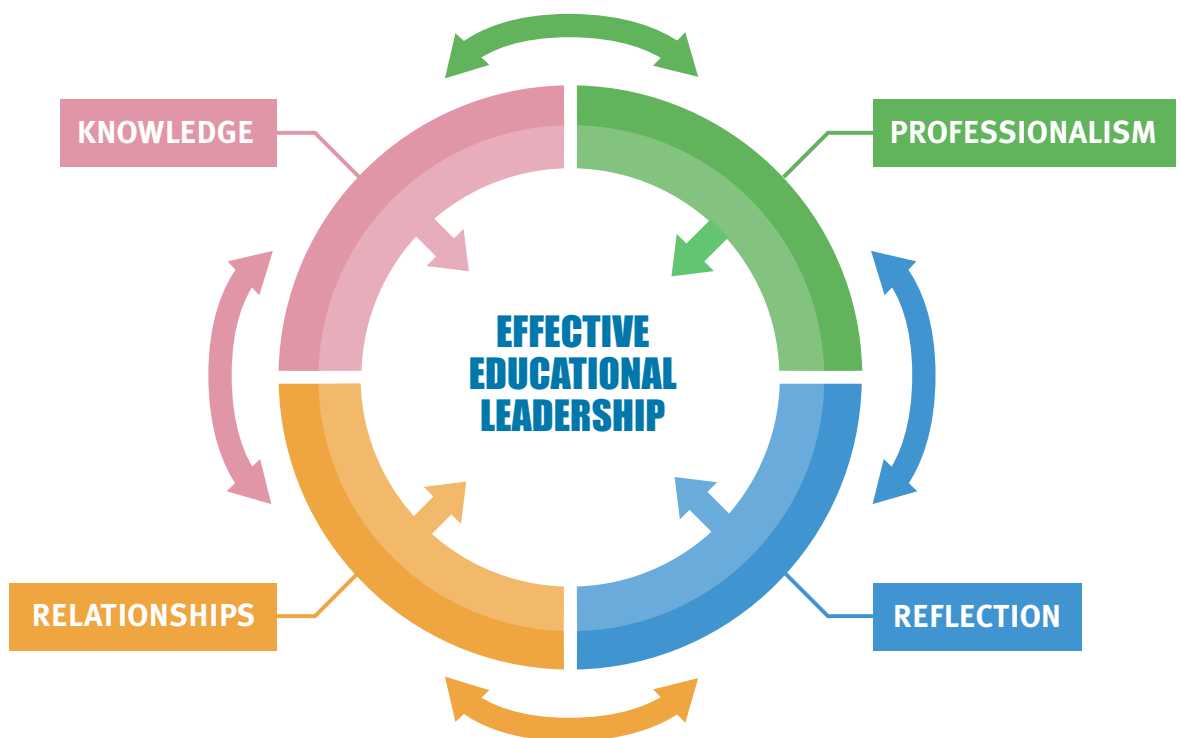 KNOWLEDGE
PROFESSIONALISM
EFFECTIVE
EDUCATIONAL
LEADERSHIP
RELATIONSHIPS
REFLECTION